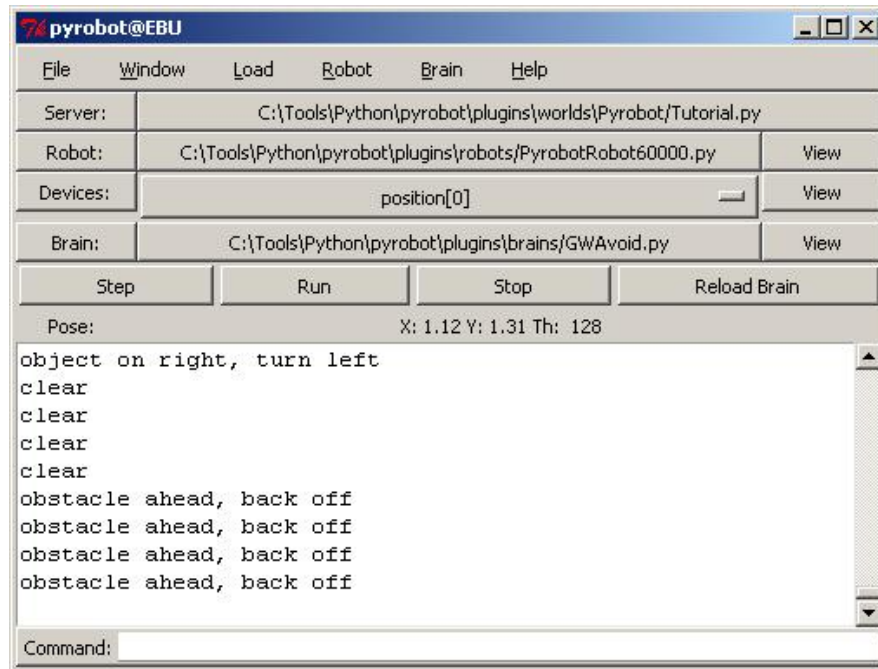 pyrobot@EBU
File Window Load Robot Brain Help
Server: C:\Tools\Python\pyrobot\plugins\worlds\Pyrobot/Tutorial.py
Robot: C:\Tools\Python\pyrobot\plugins\robots/PyrobotRobot60000.py View
Devices: position[0] View
Brain: C:\Tools\Python\pyrobot\plugins\brains/GWAvoid.py View
Step Run Stop Reload Brain
Pose: X: 1.12 Y: 1.31 Th: 128
object on right, turn left
clear
clear
clear
clear
obstacle ahead, back off
obstacle ahead, back off
obstacle ahead, back off
obstacle ahead, back off
Command: